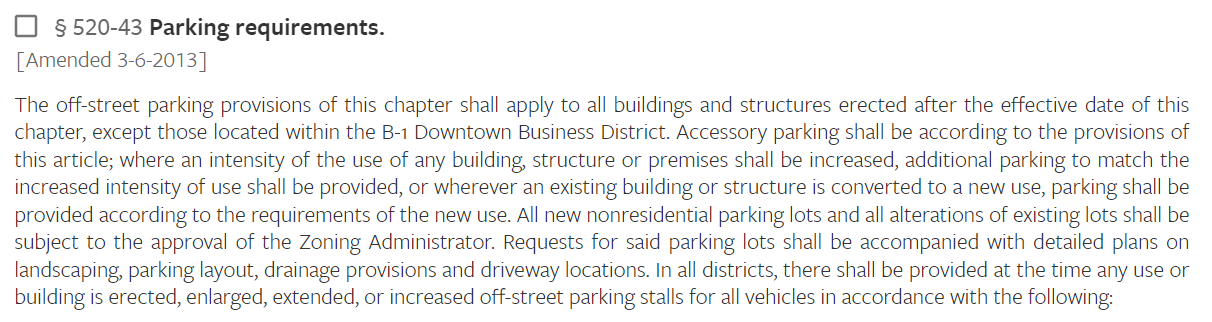 § 520-43 Parking requirements.
[Amended 3-6-2013]
The off-street parking provisions of this chapter shall apply to all buildings and structures erected after the effective date of this
chapter, except those located within the B-1 Downtown Business District. Accessory parking shall be according to the provisions of
this article; where an intensity of the use of any building, structure or premises shall be increased, additional parking to match the
increased intensity of use shall be provided, or wherever an existing building or structure is converted to a new use, parking shall be
provided according to the requirements of the new use. All new nonresidential parking lots and all alterations of existing lots shall be
subject to the approval of the Zoning Administrator. Requests for said parking lots shall be accompanied with detailed plans on
landscaping, parking layout, drainage provisions and driveway locations. In all districts, there shall be provided at the time any use or
building is erected, enlarged, extended, or increased off-street parking stalls for all vehicles in accordance with the following: